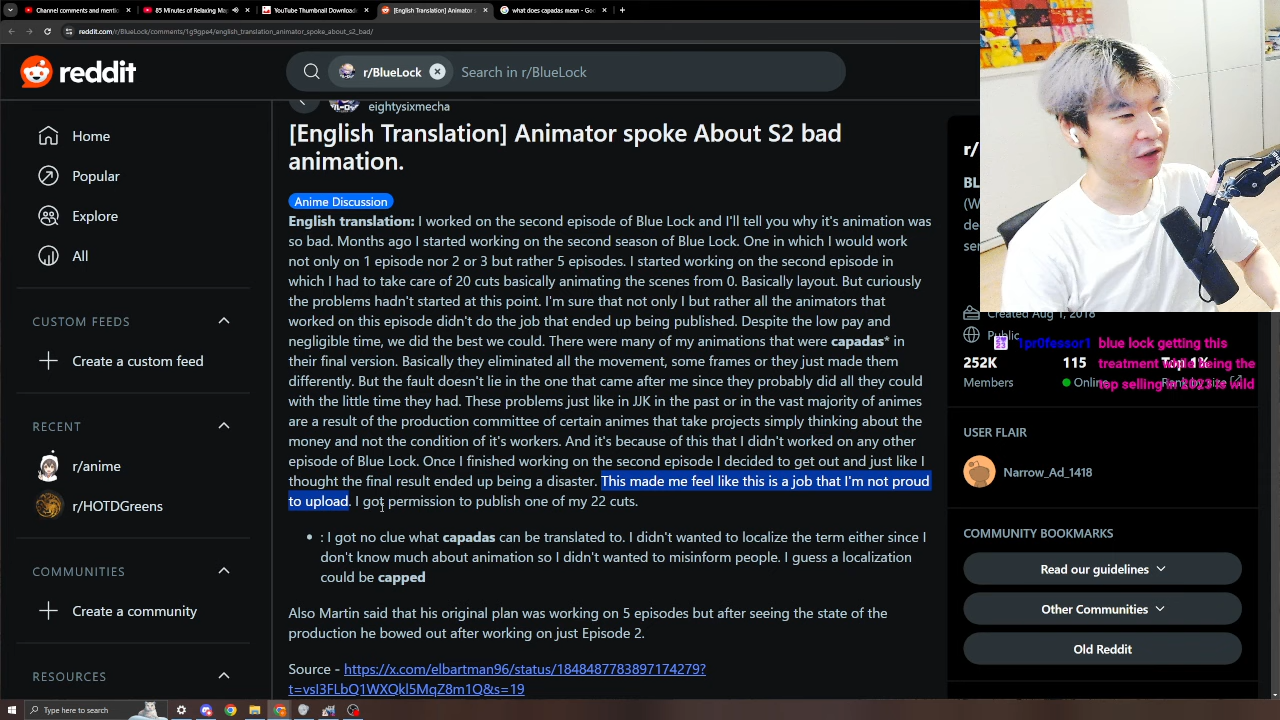 Channel comments and mentic
85 Minutes of Relaxing Ma
YouTube Thumbnail Downloade
[English Translation] Animator s
what does capadas mean - Goo
reddit.com/r/BlueLock/comments/1g9gpe4/english_translation_animator_spoke_about_s2_bad/
reddit
r/BlueLock
Search in r/BlueLock
Home
Popular
Explore
All
CUSTOM FEEDS
Create a custom feed
RECENT
r/anime
r/HOTDGreens
COMMUNITIES
Create a community
RESOURCES
eightysixmecha
[English Translation] Animator spoke About S2 bad
animation.
Anime Discussion
English translation: I worked on the second episode of Blue Lock and I'll tell you why it's animation was
so bad. Months ago I started working on the second season of Blue Lock. One in which I would work
not only on 1 episode nor 2 or 3 but rather 5 episodes. I started working on the second episode in
which I had to take care of 20 cuts basically animating the scenes from 0. Basically layout. But curiously
the problems hadn't started at this point. I'm sure that not only I but rather all the animators that
worked on this episode didn't do the job that ended up being published. Despite the low pay and
negligible time, we did the best we could. There were many of my animations that were capadas* in
their final version. Basically they eliminated all the movement, some frames or they just made them
differently. But the fault doesn't lie in the one that came after me since they probably did all they could
with the little time they had. These problems just like in JJK in the past or in the vast majority of animes
are a result of the production committee of certain animes that take projects simply thinking about the
money and not the condition of it's workers. And it's because of this that I didn't worked on any other
episode of Blue Lock. Once I finished working on the second episode I decided to get out and just like I
thought the final result ended up being a disaster. This made me feel like this is a job that I'm not proud
to upload. I got permission to publish one of my 22 cuts.
• : I got no clue what capadas can be translated to. I didn't wanted to localize the term either since I
don't know much about animation so I didn't wanted to misinform people. I guess a localization
could be capped
Also Martin said that his original plan was working on 5 episodes but after seeing the state of the
production he bowed out after working on just Episode 2.
Source - https://x.com/elbartman96/status/1848487783897174279?
t=vsI3FLbQ1WXQkl5MqZ8m1Q&s=19
r/
BL
(W
de
ser
Created Aug 1, 2018
Public
252K
Members
115
Online
Top 1%
Rank by size
1pr0fessor1 blue lock getting this
treatment while being the
top selling in 2023 is wild
USER FLAIR
Narrow_Ad_1418
COMMUNITY BOOKMARKS
Read our guidelines
Other Communities
Old Reddit
Type here to search